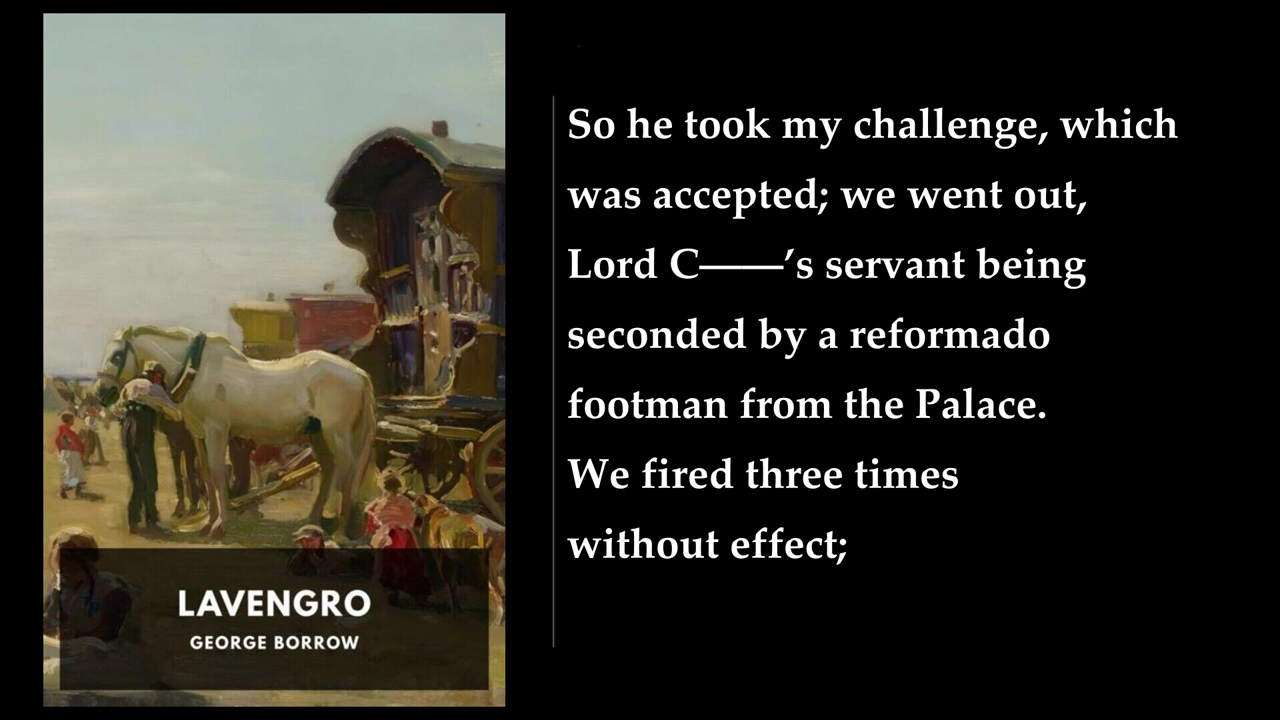 LAVENGRO
GEORGE BORROW
So he took my challenge, which
was accepted; we went out,
Lord C——’s servant being
seconded by a reformado
footman from the Palace.
We fired three times
without effect;